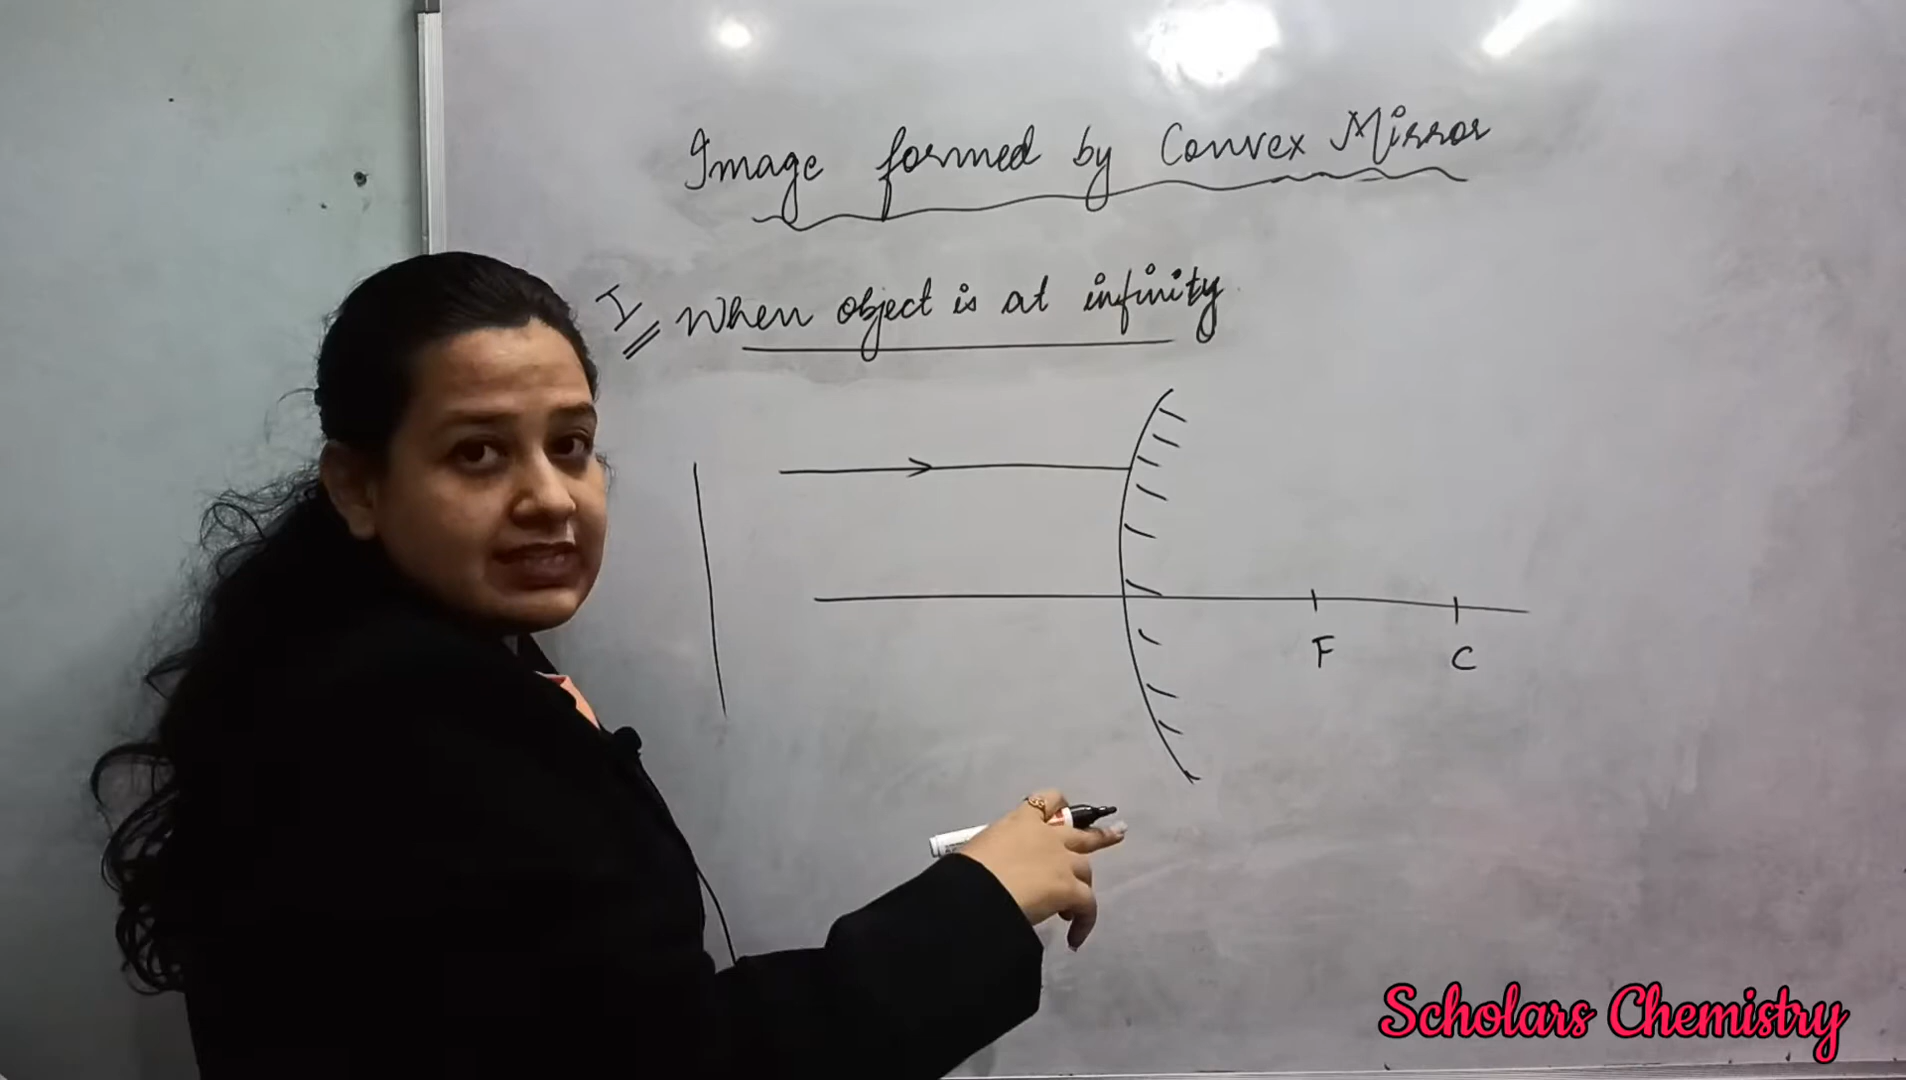 Image formed by Convex Mirror
I When object is at infinity
F
C
Scholars Chemistry